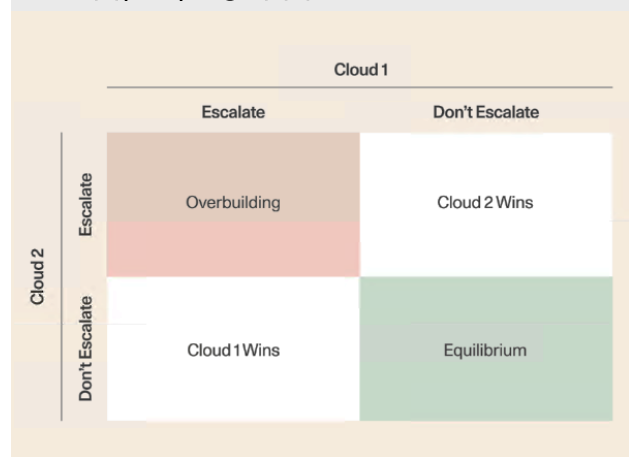 Cloud 1
Escalate Don't Escalate
Cloud 2
Escalate
Overbuilding Cloud 2 Wins
Don't Escalate
Cloud 1 Wins Equilibrium